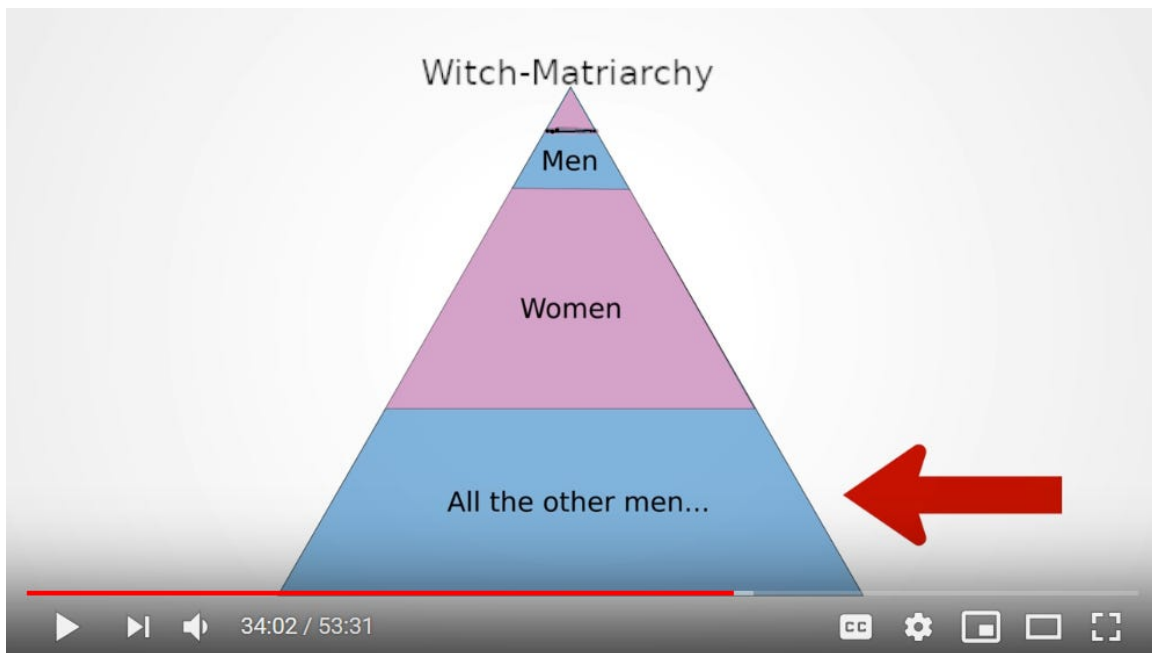 Witch-Matriarchy
Men
Women
All the other men...
34:02 / 53:31
CC